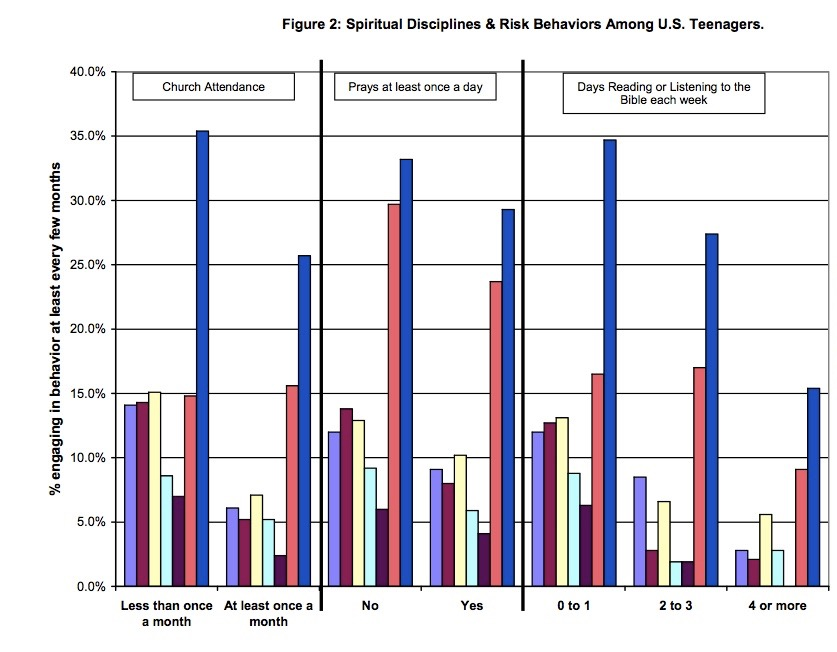 Figure 2: Spiritual Disciplines & Risk Behaviors Among U.S. Teenagers.
% engaging in behavior at least every few months
40.0%
35.0%
30.0%
25.0%
20.0%
15.0%
10.0%
5.0%
0.0%
Church Attendance
Prays at least once a day
Days Reading or Listening to the
Bible each week
Less than once
a month
At least once a
month
No
Yes
0 to 1
2 to 3
4 or more